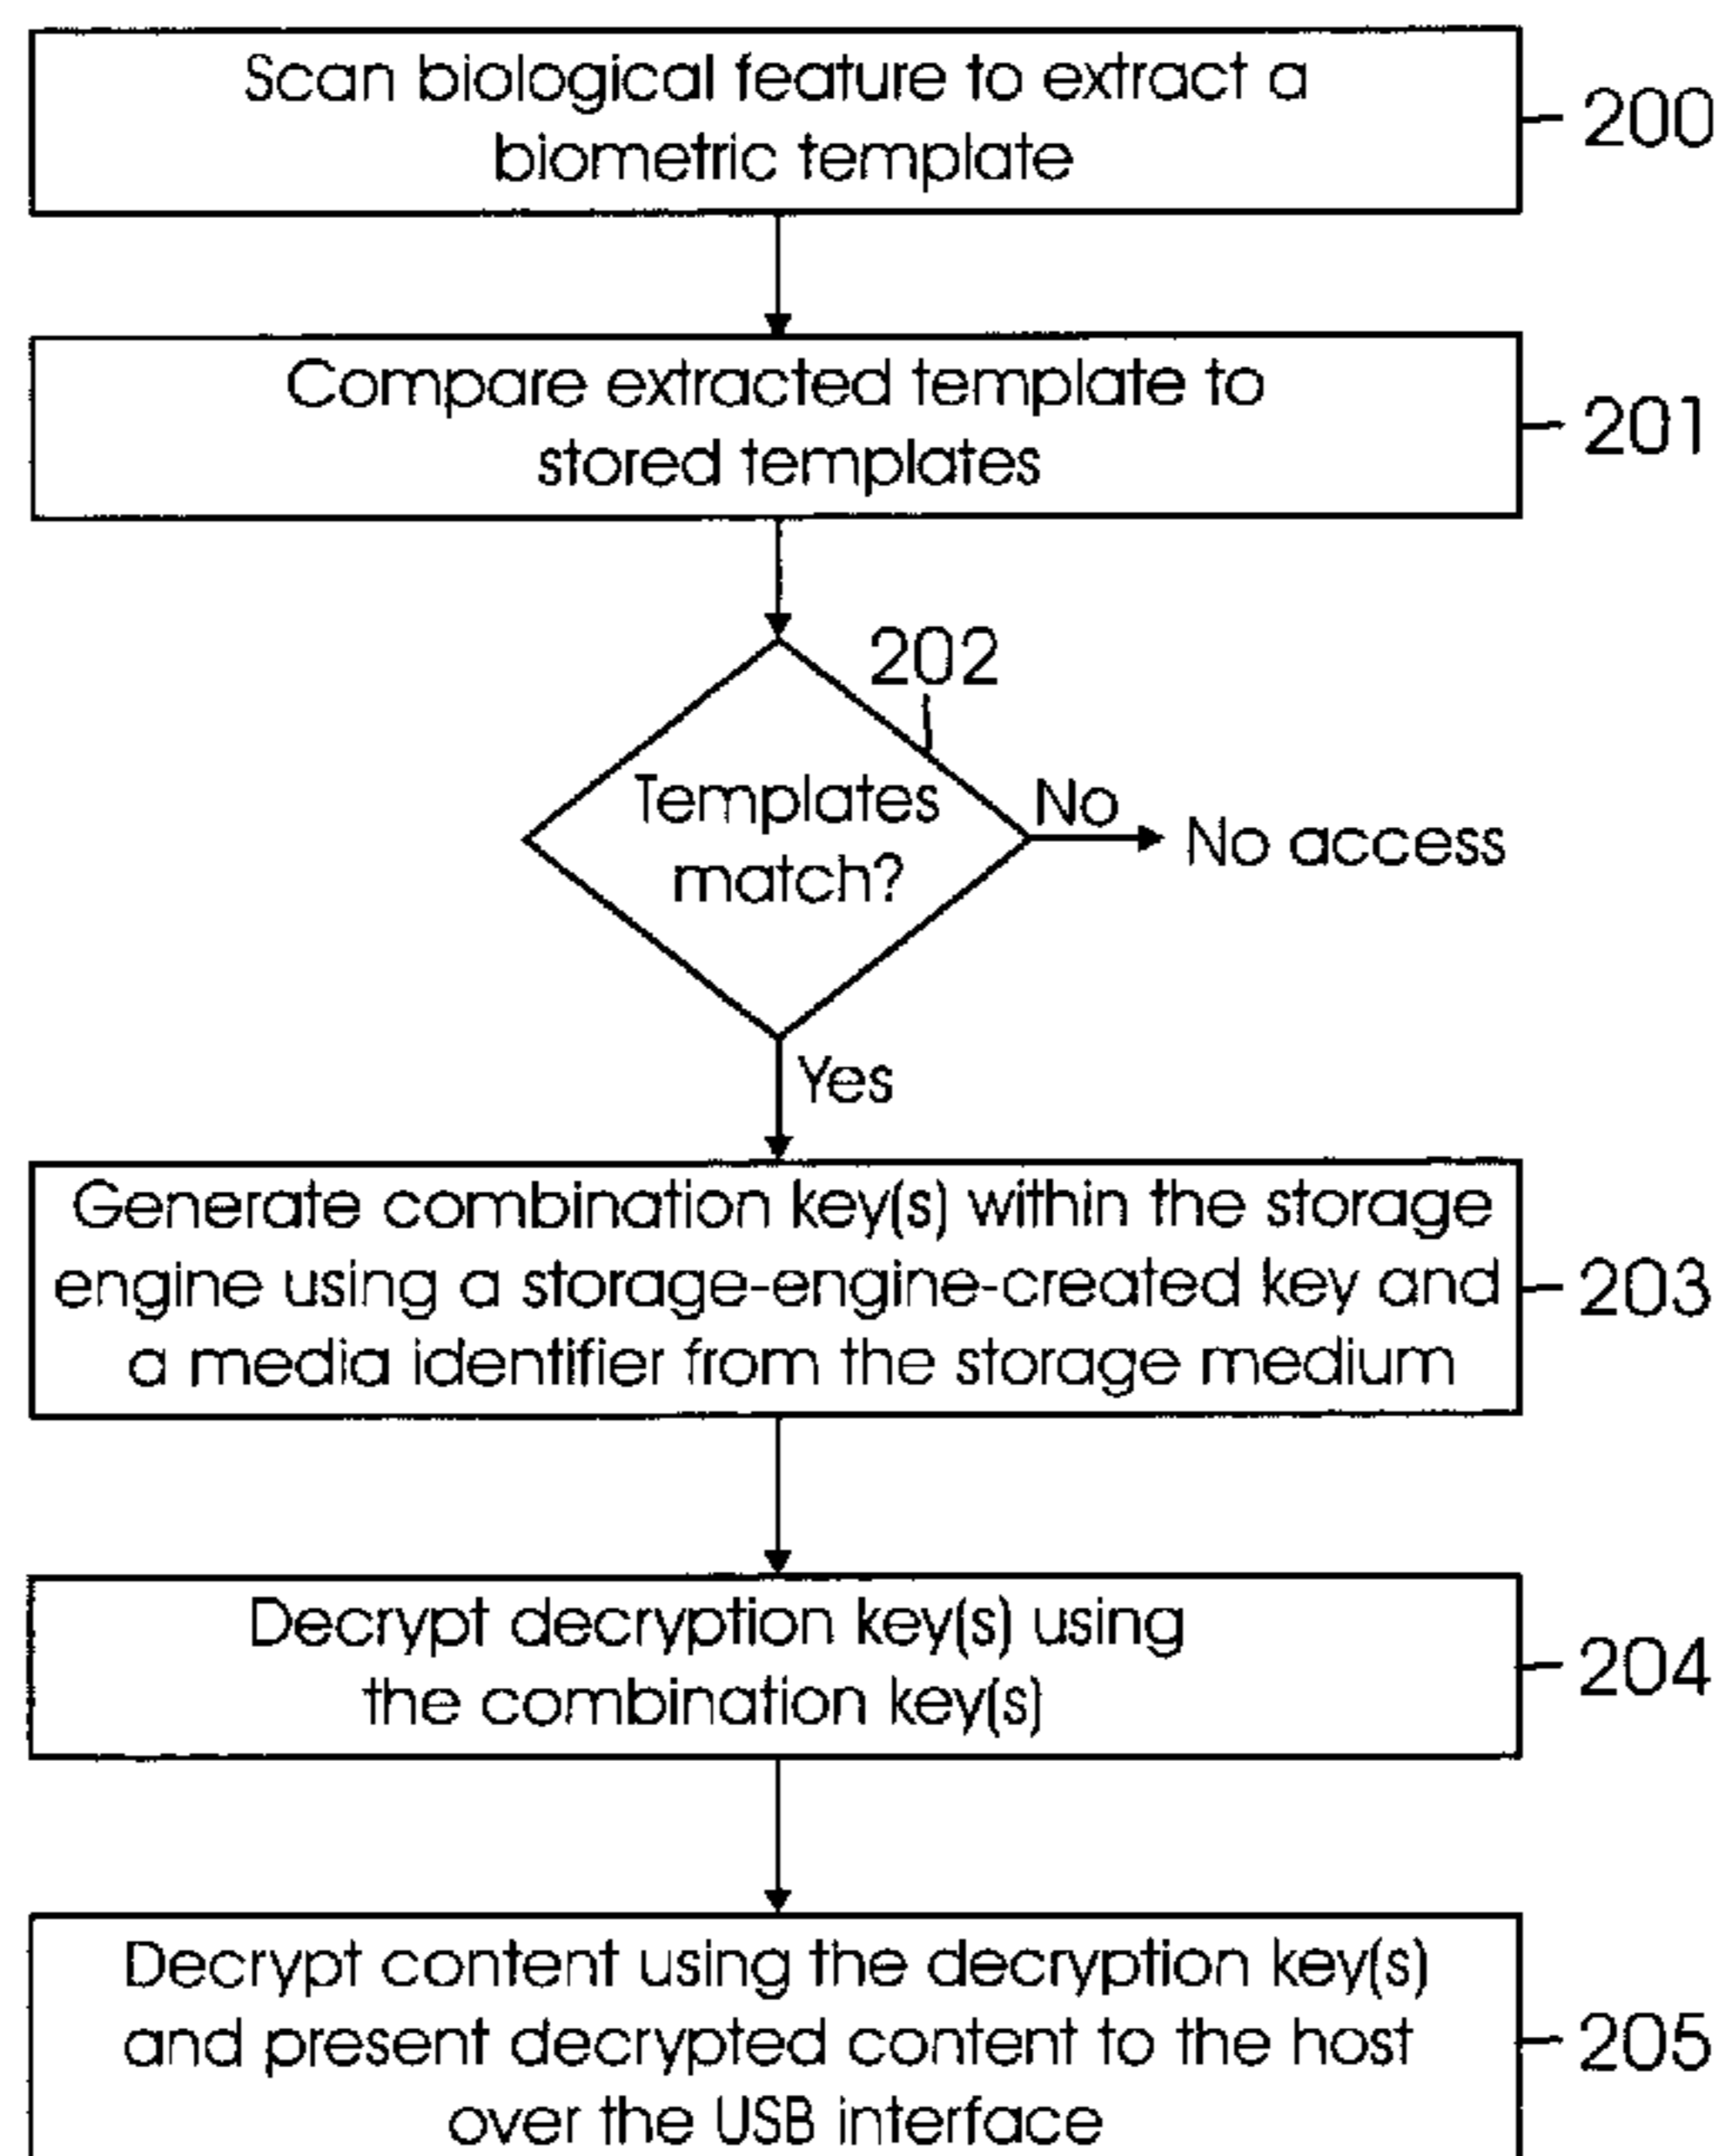 Scan biological feature to extract a
biometric template
200
Compare extracted template to
stored templates
201
202
Templates
match?
No
No access
Yes
Generate combination key(s) within the storage
engine using a storage-engine-created key and
a media identifier from the storage medium
203
Decrypt decryption key(s) using
the combination key(s)
204
Decrypt content using the decryption key(s)
and present decrypted content to the host
over the USB interface
205